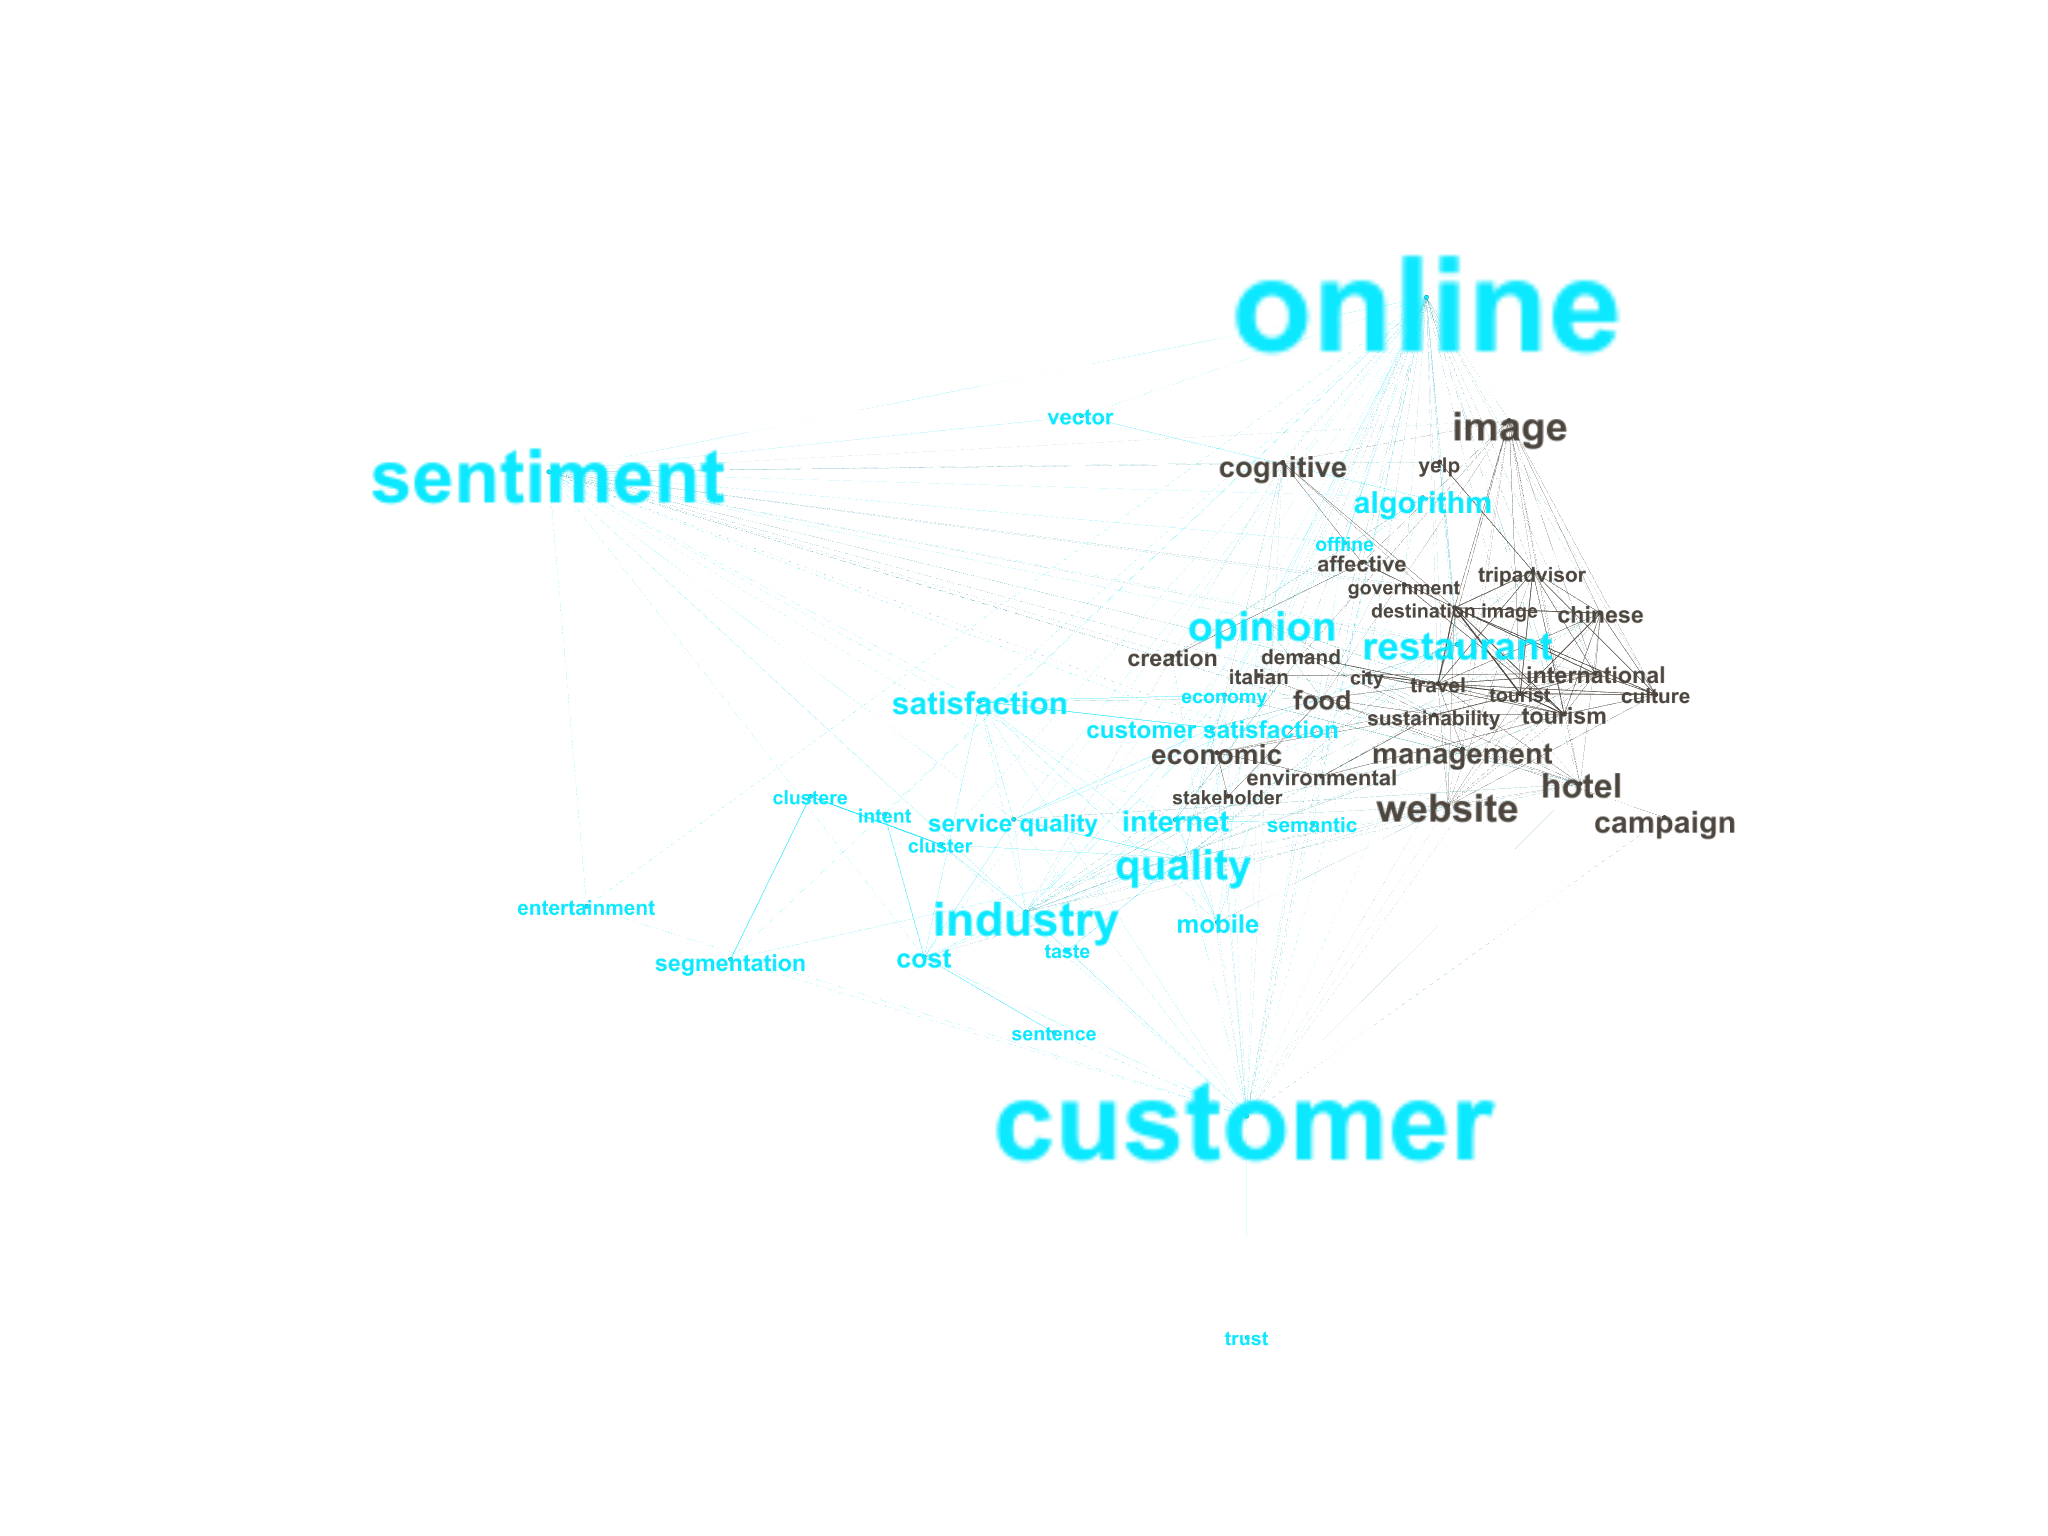 online
vector
image
sentiment
cognitive
yelp
algorithm
offline
affective
tripadvisor
government
destination image
chinese
opinion
restaurant
creation
demand
italian
city
travel
international
economy
satisfaction
food
tourist
culture
customer satisfaction
sustainability
tourism
economic
management
environmental
hotel
clustere
stakeholder
website
intent
service quality
internet
semantic
campaign
cluster
quality
entertainment
industry
mobile
segmentation
cost
taste
sentence
customer
trust